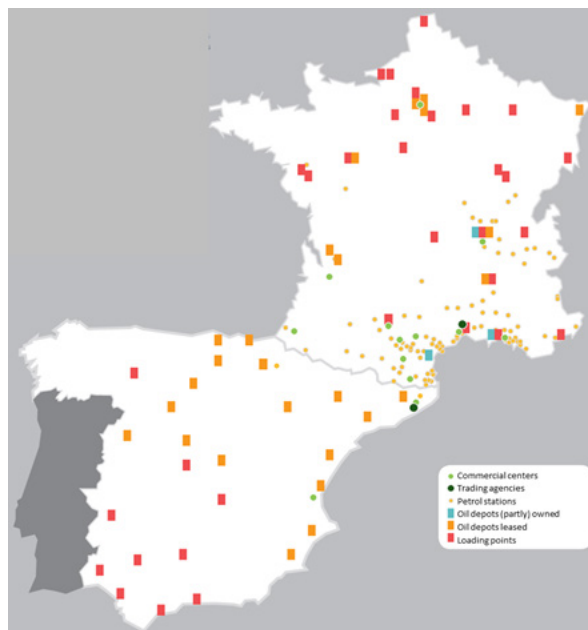 Commercial centers
Trading agencies
Petrol stations
Oil depots (partly) owned
Oil depots leased
Loading points